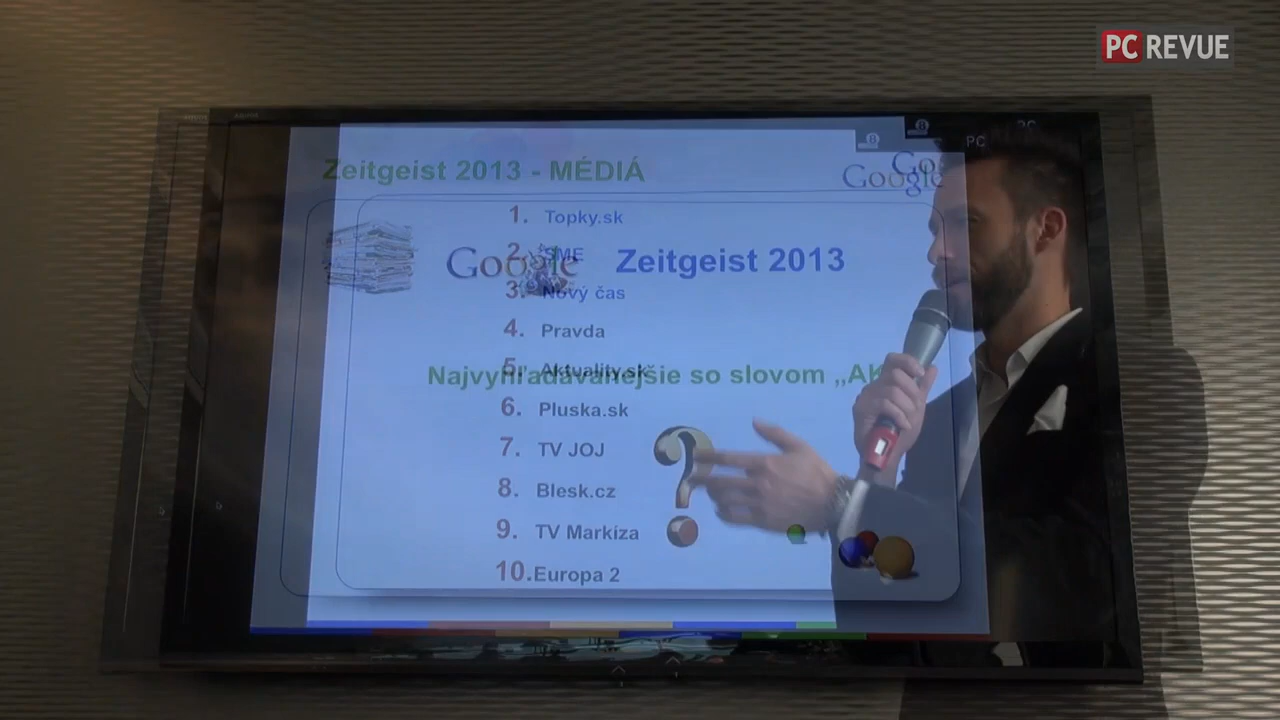 PC REVUE
PC
PC
Zeitgeist 2013 - MÉDIÁ
Google
1. Topky.sk
2. SME
Google Zeitgeist 2013
3. Nový čas
4. Pravda
5. Aktuality.sk
Najvyhľadávanejšie so slovom „AK
6. Pluska.sk
7. TV JOJ
8. Blesk.cz
9. TV Markíza
10. Europa 2